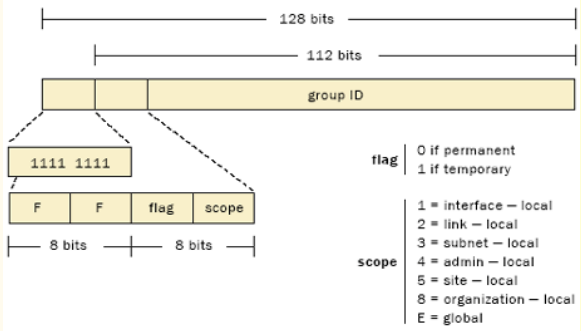 128 bits
112 bits
group ID
1111 1111
F F flag scope
8 bits 8 bits
flag
0 if permanent
1 if temporary
scope
1 = interface – local
2 = link – local
3 = subnet – local
4 = admin – local
5 = site – local
8 = organization – local
E = global